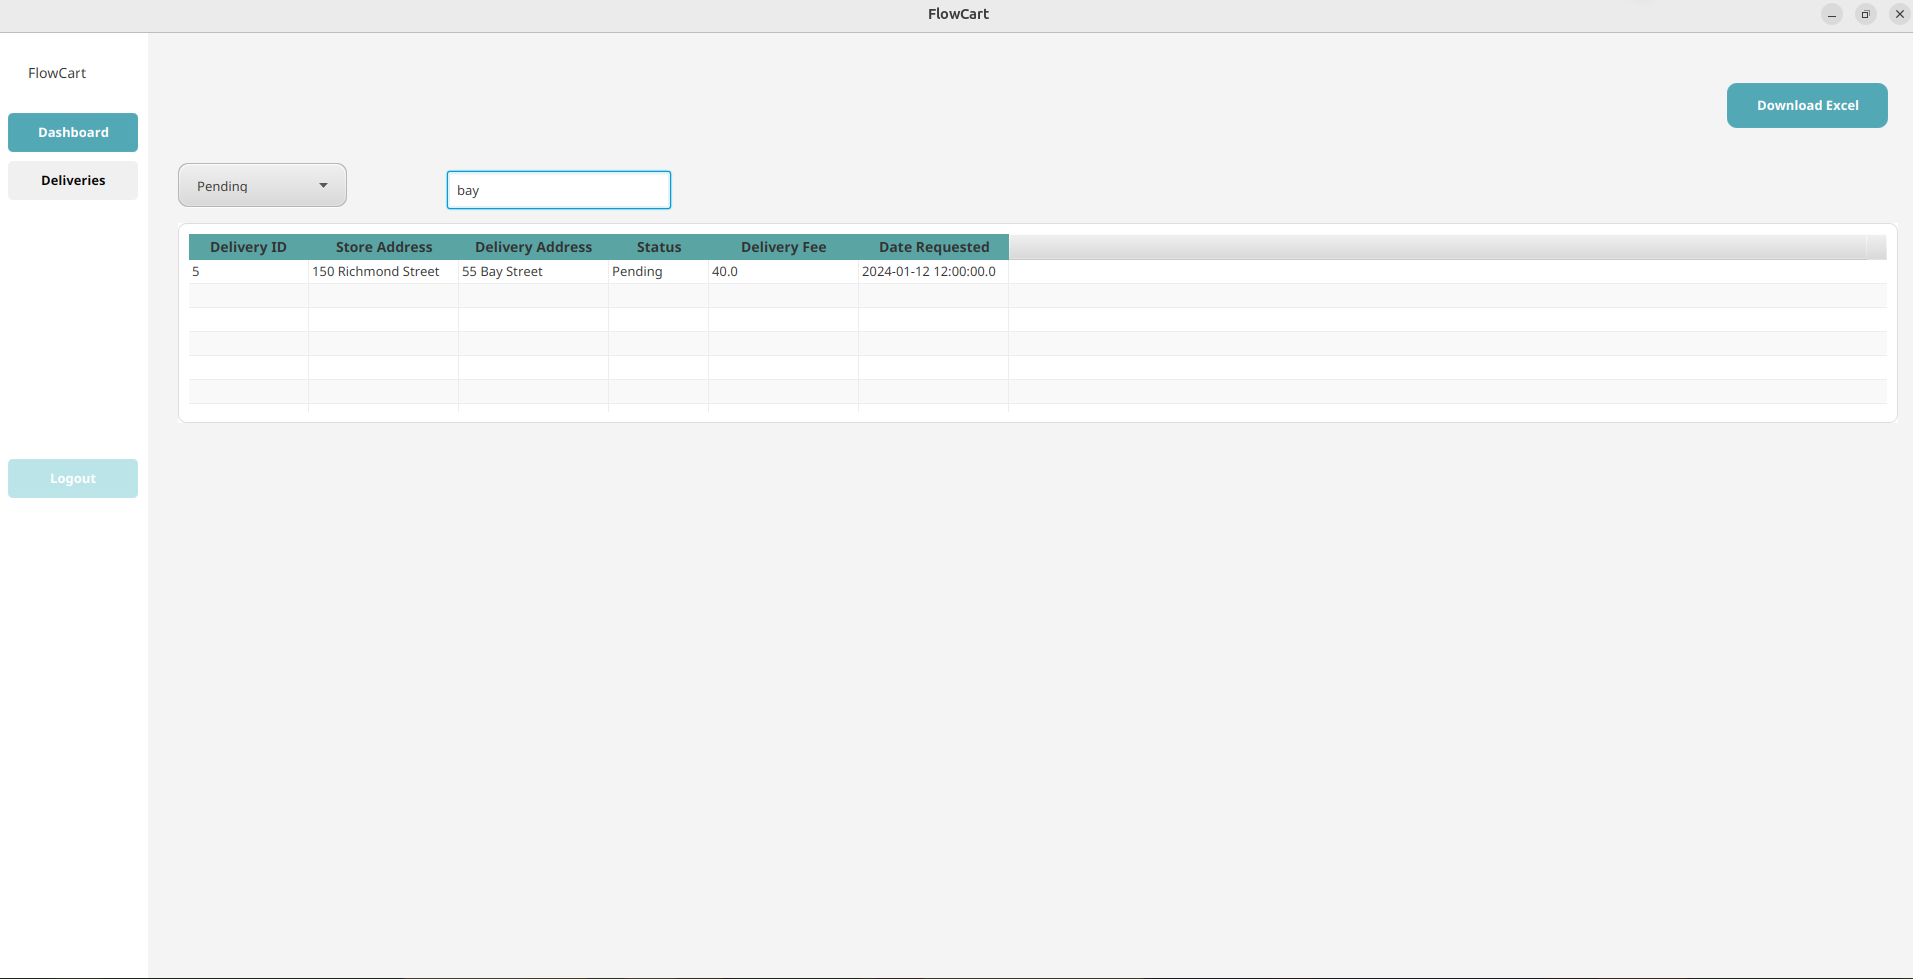 FlowCart
FlowCart
Download Excel
Dashboard
Deliveries
Pending
bay
Delivery ID Store Address Delivery Address Status Delivery Fee Date Requested
5 150 Richmond Street 55 Bay Street Pending 40.0 2024-01-12 12:00:00.0
Logout